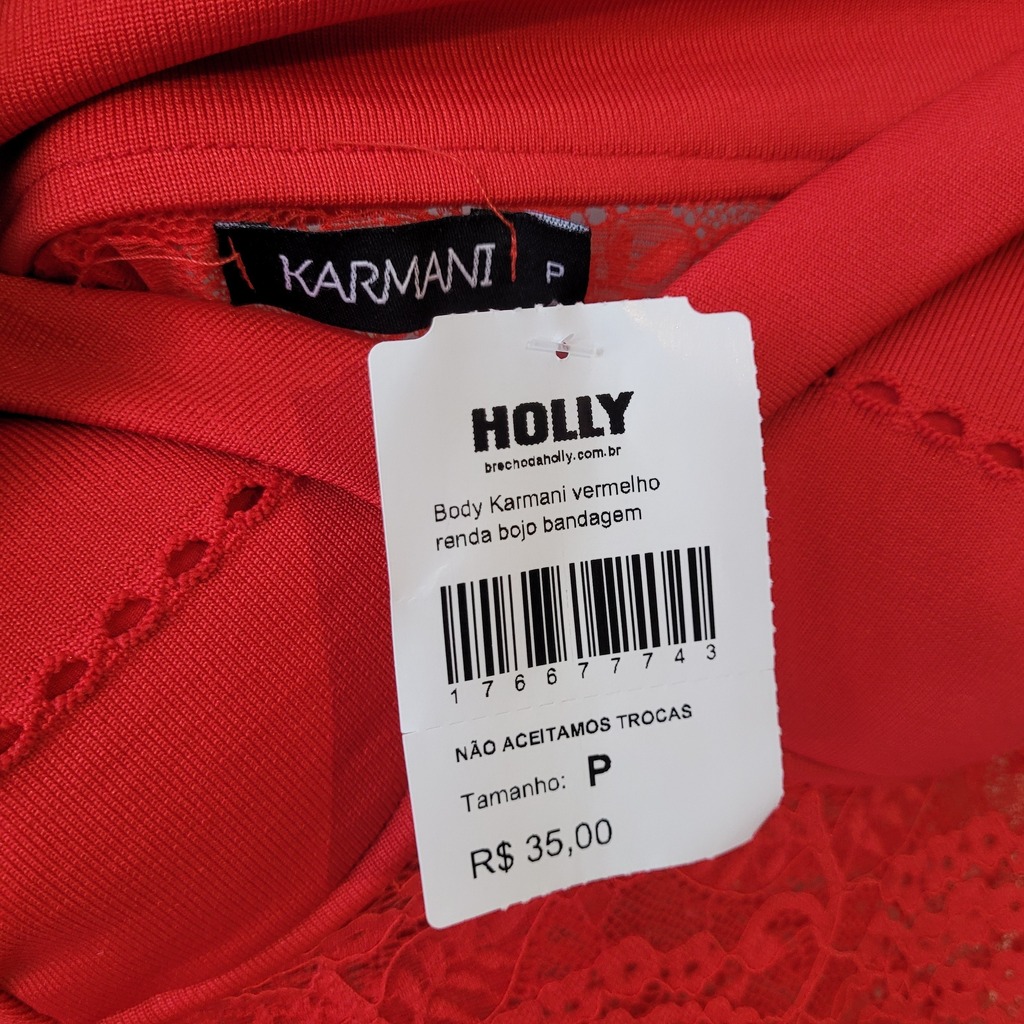 KARMANI P
HOLLY
brechodaholly.com.br
Body Karmani vermelho
renda bojo bandagem
1 7 6 6 7 7 7 4 3
NÃO ACEITAMOS TROCAS
Tamanho: P
R$ 35,00